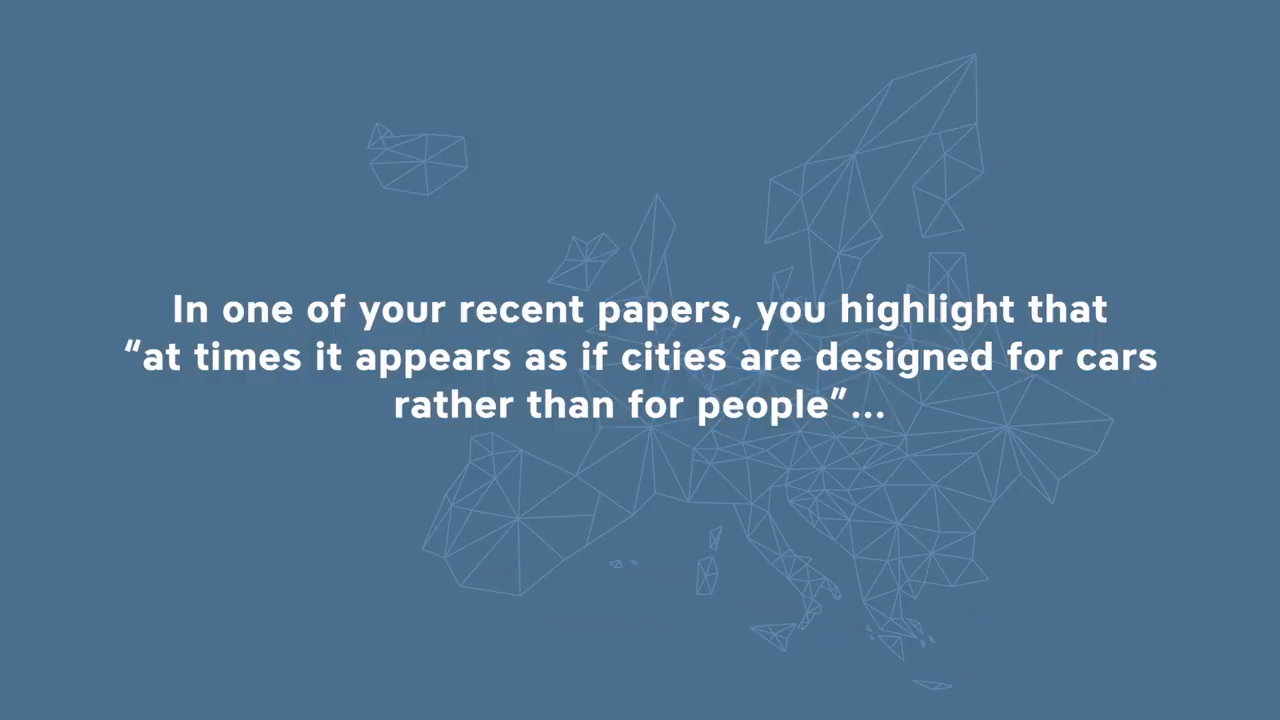 In one of your recent papers, you highlight that
“at times it appears as if cities are designed for cars
rather than for people”...